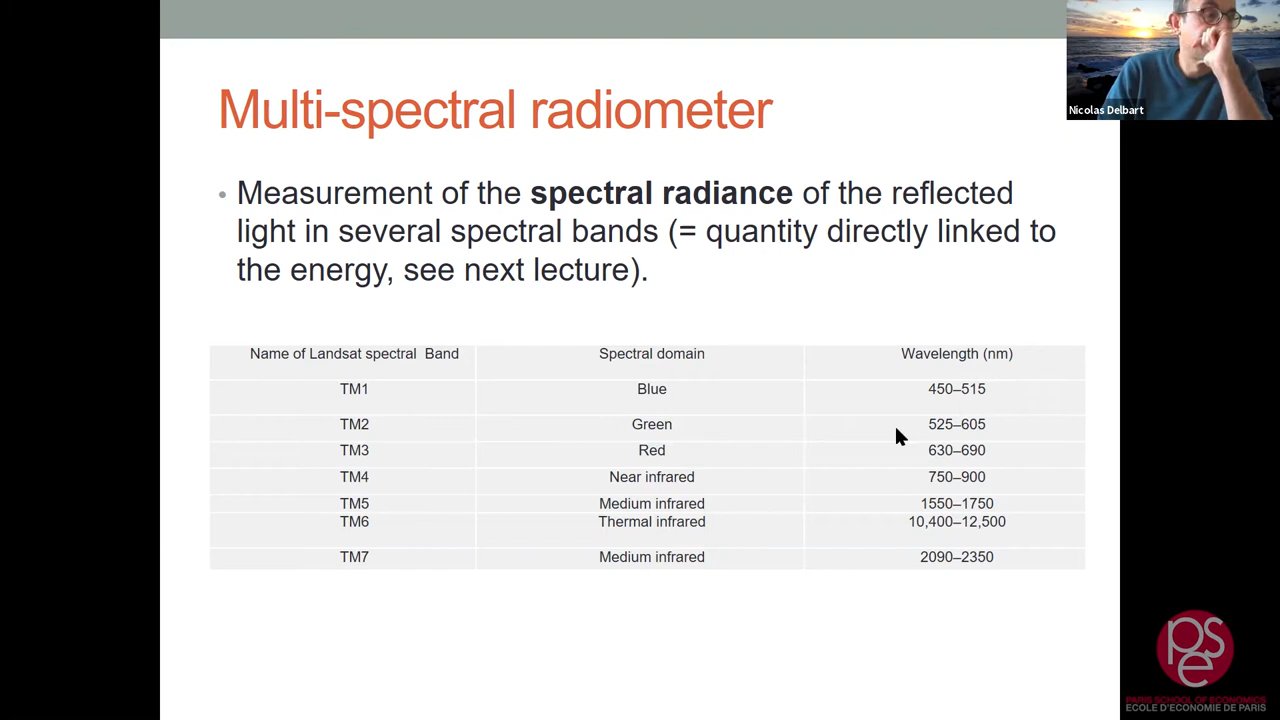 Nicolas Delbart
Multi-spectral radiometer
• Measurement of the spectral radiance of the reflected
light in several spectral bands (= quantity directly linked to
the energy, see next lecture).
Name of Landsat spectral Band Spectral domain Wavelength (nm)
TM1 Blue 450–515
TM2 Green 525–605
TM3 Red 630–690
TM4 Near infrared 750–900
TM5 Medium infrared 1550–1750
TM6 Thermal infrared 10,400–12,500
TM7 Medium infrared 2090–2350
pse
PARIS SCHOOL OF ECONOMICS
ECOLE D'ECONOMIE DE PARIS